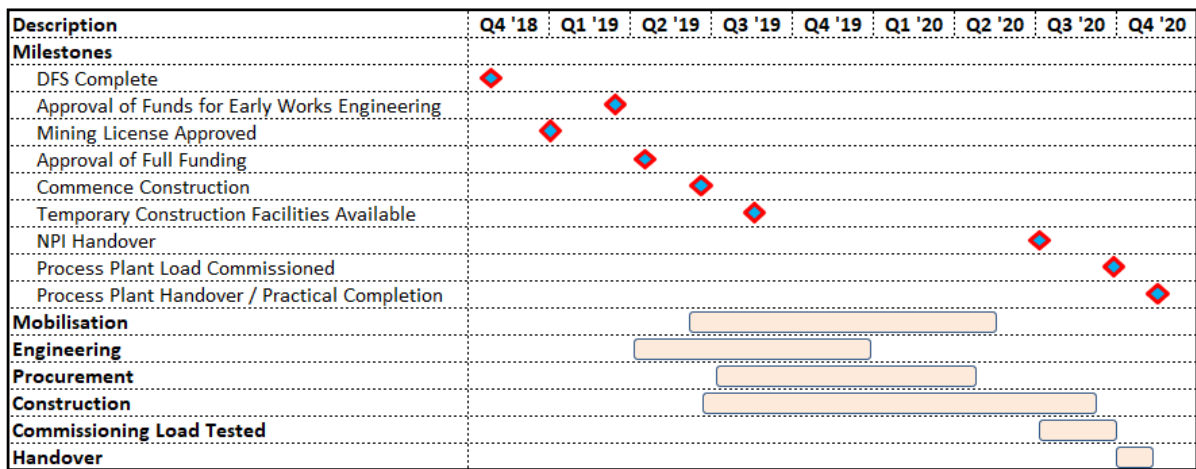 Description Q4 '18 Q1 '19 Q2 '19 Q3 '19 Q4 '19 Q1 '20 Q2 '20 Q3 '20 Q4 '20
Milestones
DFS Complete
Approval of Funds for Early Works Engineering
Mining License Approved
Approval of Full Funding
Commence Construction
Temporary Construction Facilities Available
NPI Handover
Process Plant Load Commissioned
Process Plant Handover / Practical Completion
Mobilisation
Engineering
Procurement
Construction
Commissioning Load Tested
Handover